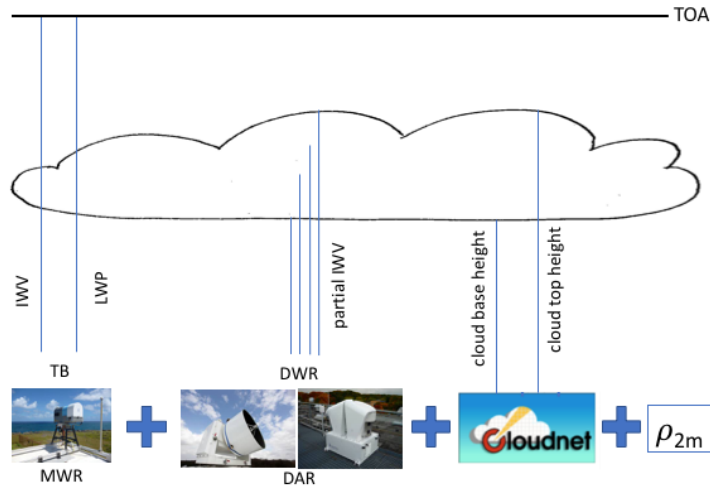 TOA
IWV
LWP
partial IWV
cloud base height
cloud top height
TB
DWR
Cloudnet
ρ2m
MWR
DAR